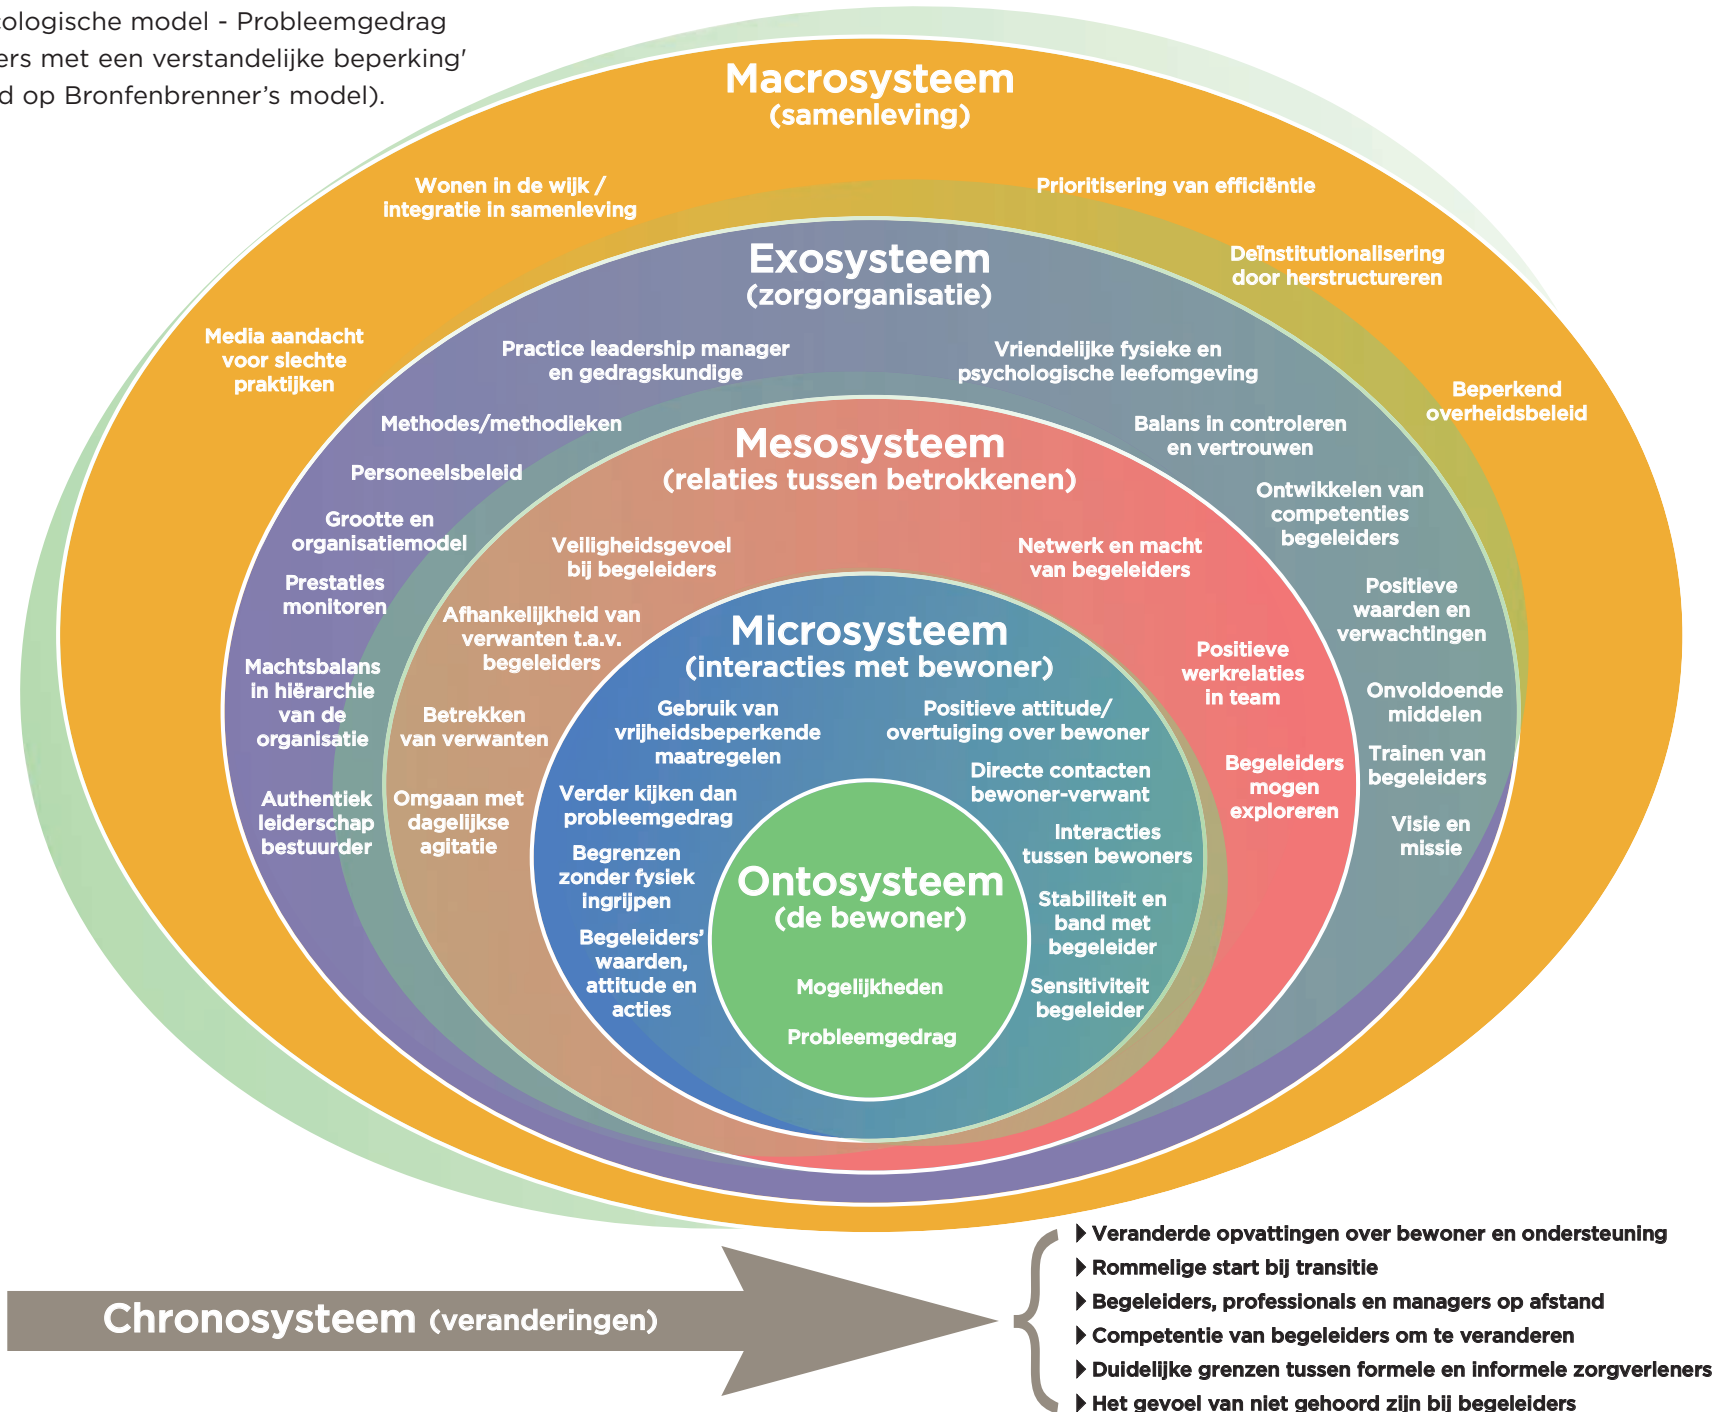 cologische model - Probleemgedrag
ers met een verstandelijke beperking'
d op Bronfenbrenner's model).
Macrosysteem
(samenleving)
Wonen in de wijk /
integratie in samenleving
Prioritisering van efficiëntie
Deïnstitutionalisering
door herstructureren
Media aandacht
voor slechte
praktijken
Beperkend
overheidsbeleid
Exosysteem
(zorgorganisatie)
Practice leadership manager
en gedragskundige
Methodes/methodieken
Personeelsbeleid
Grootte en
organisatiemodel
Prestaties
monitoren
Machtsbalans
in hiërarchie
van de
organisatie
Authentiek
leiderschap
bestuurder
Vriendelijke fysieke en
psychologische leefomgeving
Balans in controleren
en vertrouwen
Ontwikkelen van
competenties
begeleiders
Positieve
waarden en
verwachtingen
Onvoldoende
middelen
Trainen van
begeleiders
Visie en
missie
Mesosysteem
(relaties tussen betrokkenen)
Veiligheidsgevoel
bij begeleiders
Afhankelijkheid van
verwanten t.a.v.
begeleiders
Betrekken
van verwanten
Omgaan met
dagelijkse
agitatie
Netwerk en macht
van begeleiders
Positieve
werkrelaties
in team
Begeleiders
mogen
exploreren
Microsysteem
(interacties met bewoner)
Gebruik van
vrijheidsbeperkende
maatregelen
Verder kijken dan
probleemgedrag
Begrenzen
zonder fysiek
ingrijpen
Begeleiders'
waarden,
attitude en
acties
Positieve attitude/
overtuiging over bewoner
Directe contacten
bewoner-verwant
Interacties
tussen bewoners
Stabiliteit en
band met
begeleider
Sensitiviteit
begeleider
Ontosysteem
(de bewoner)
Mogelijkheden
Probleemgedrag
Chronosysteem (veranderingen)
Veranderde opvattingen over bewoner en ondersteuning
Rommelige start bij transitie
Begeleiders, professionals en managers op afstand
Competentie van begeleiders om te veranderen
Duidelijke grenzen tussen formele en informele zorgverleners
Het gevoel van niet gehoord zijn bij begeleiders